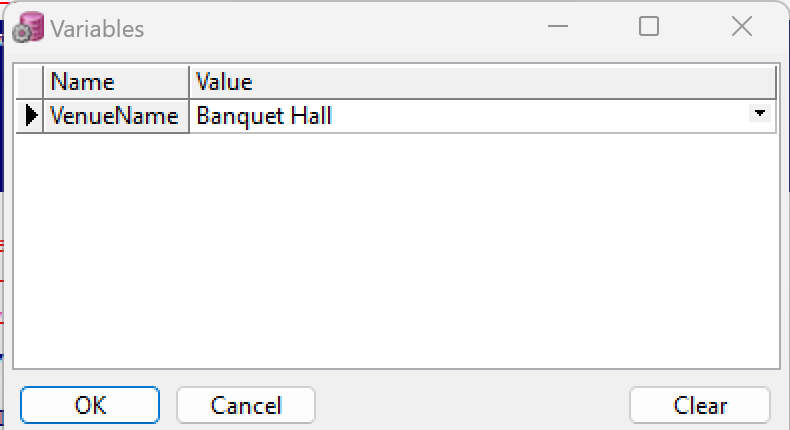 Variables
Name Value
VenueName Banquet Hall
OK Cancel Clear